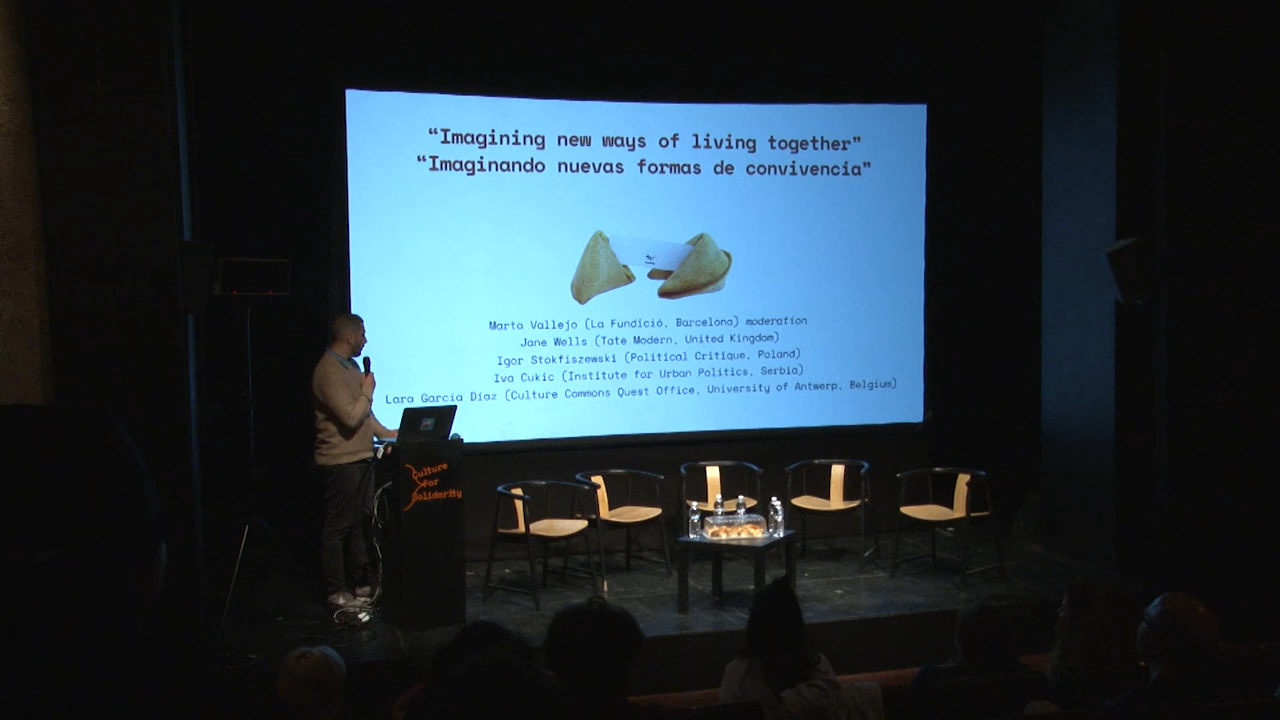 “Imagining new ways of living together”
“Imaginando nuevas formas de convivencia”
Marta Vallejo (La Fundició, Barcelona) moderation
Jane Wells (Tate Modern, United Kingdom)
Igor Stokfiszewski (Political Critique, Poland)
Iva Cukic (Institute for Urban Politics, Serbia)
Lara García Díaz (Culture Commons Quest Office, University of Antwerp, Belgium)
Culture
for
Solidarity